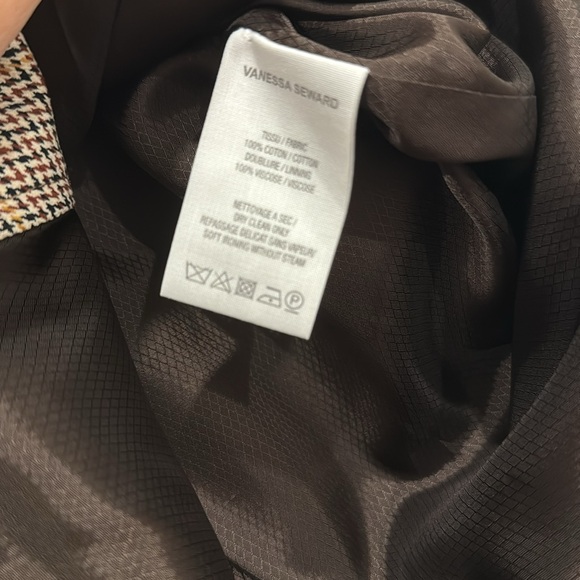 VANESSA SEWARD
TISSU / FABRIC
100% COTON / COTTON
DOUBLURE / LINNING
100% VISCOSE / VISCOSE
NETTOYAGE A SEC /
DRY CLEAN ONLY
REPASSAGE DELICAT SANS VAPEUR/
SOFT IRONING WITHOUT STEAM
P